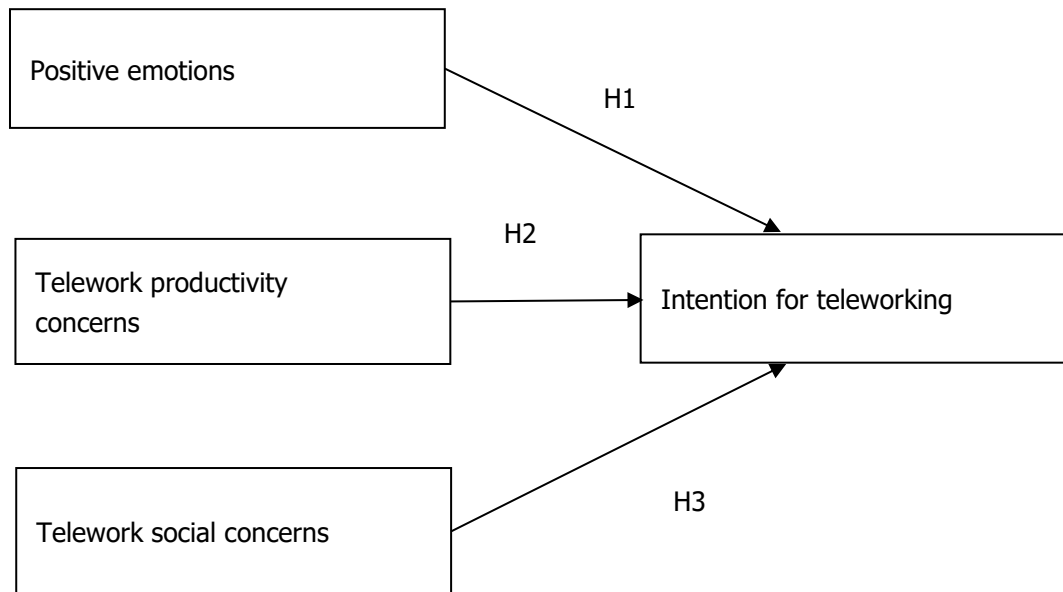 Positive emotions
H1
H2
Telework productivity
concerns
Intention for teleworking
H3
Telework social concerns